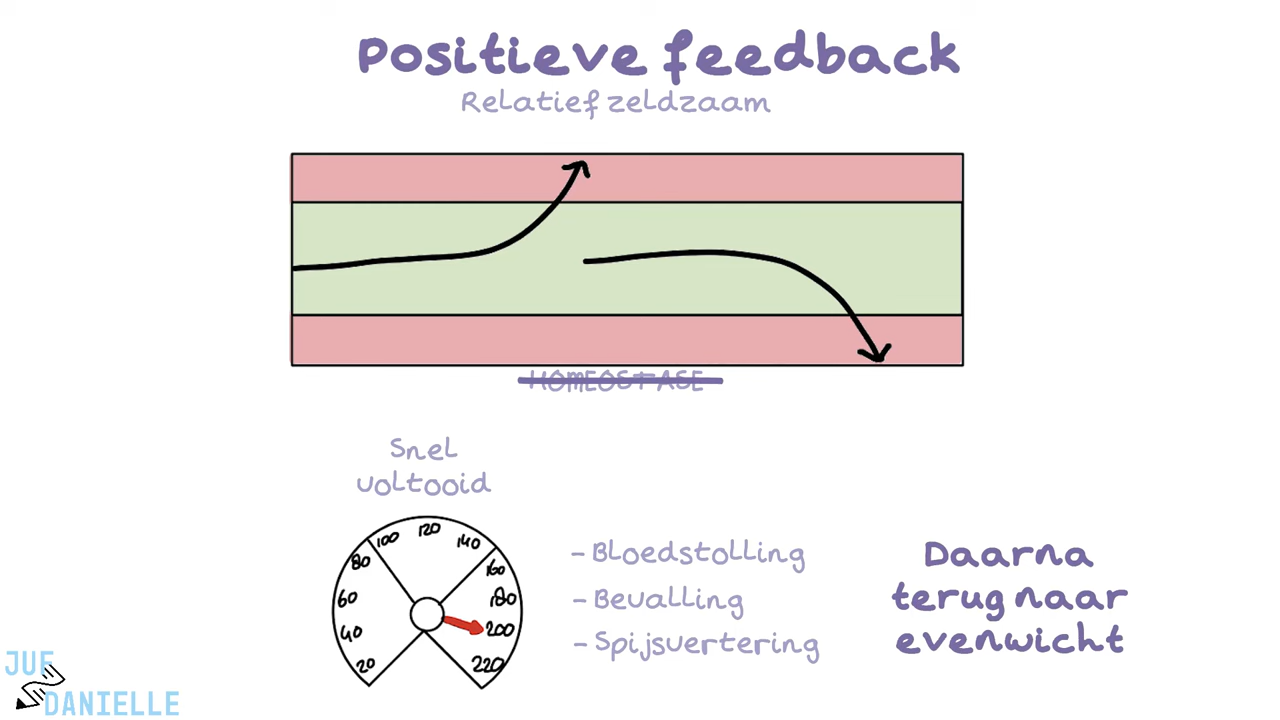 Positieve feedback
Relatief zeldzaam
HOMEOSTASE
Snel
voltooid
20
40
60
80
100
120
140
160
180
200
220
- Bloedstolling
- Bevalling
- Spijsvertering
Daarna
terug naar
evenwicht
JUF
DANIELLE